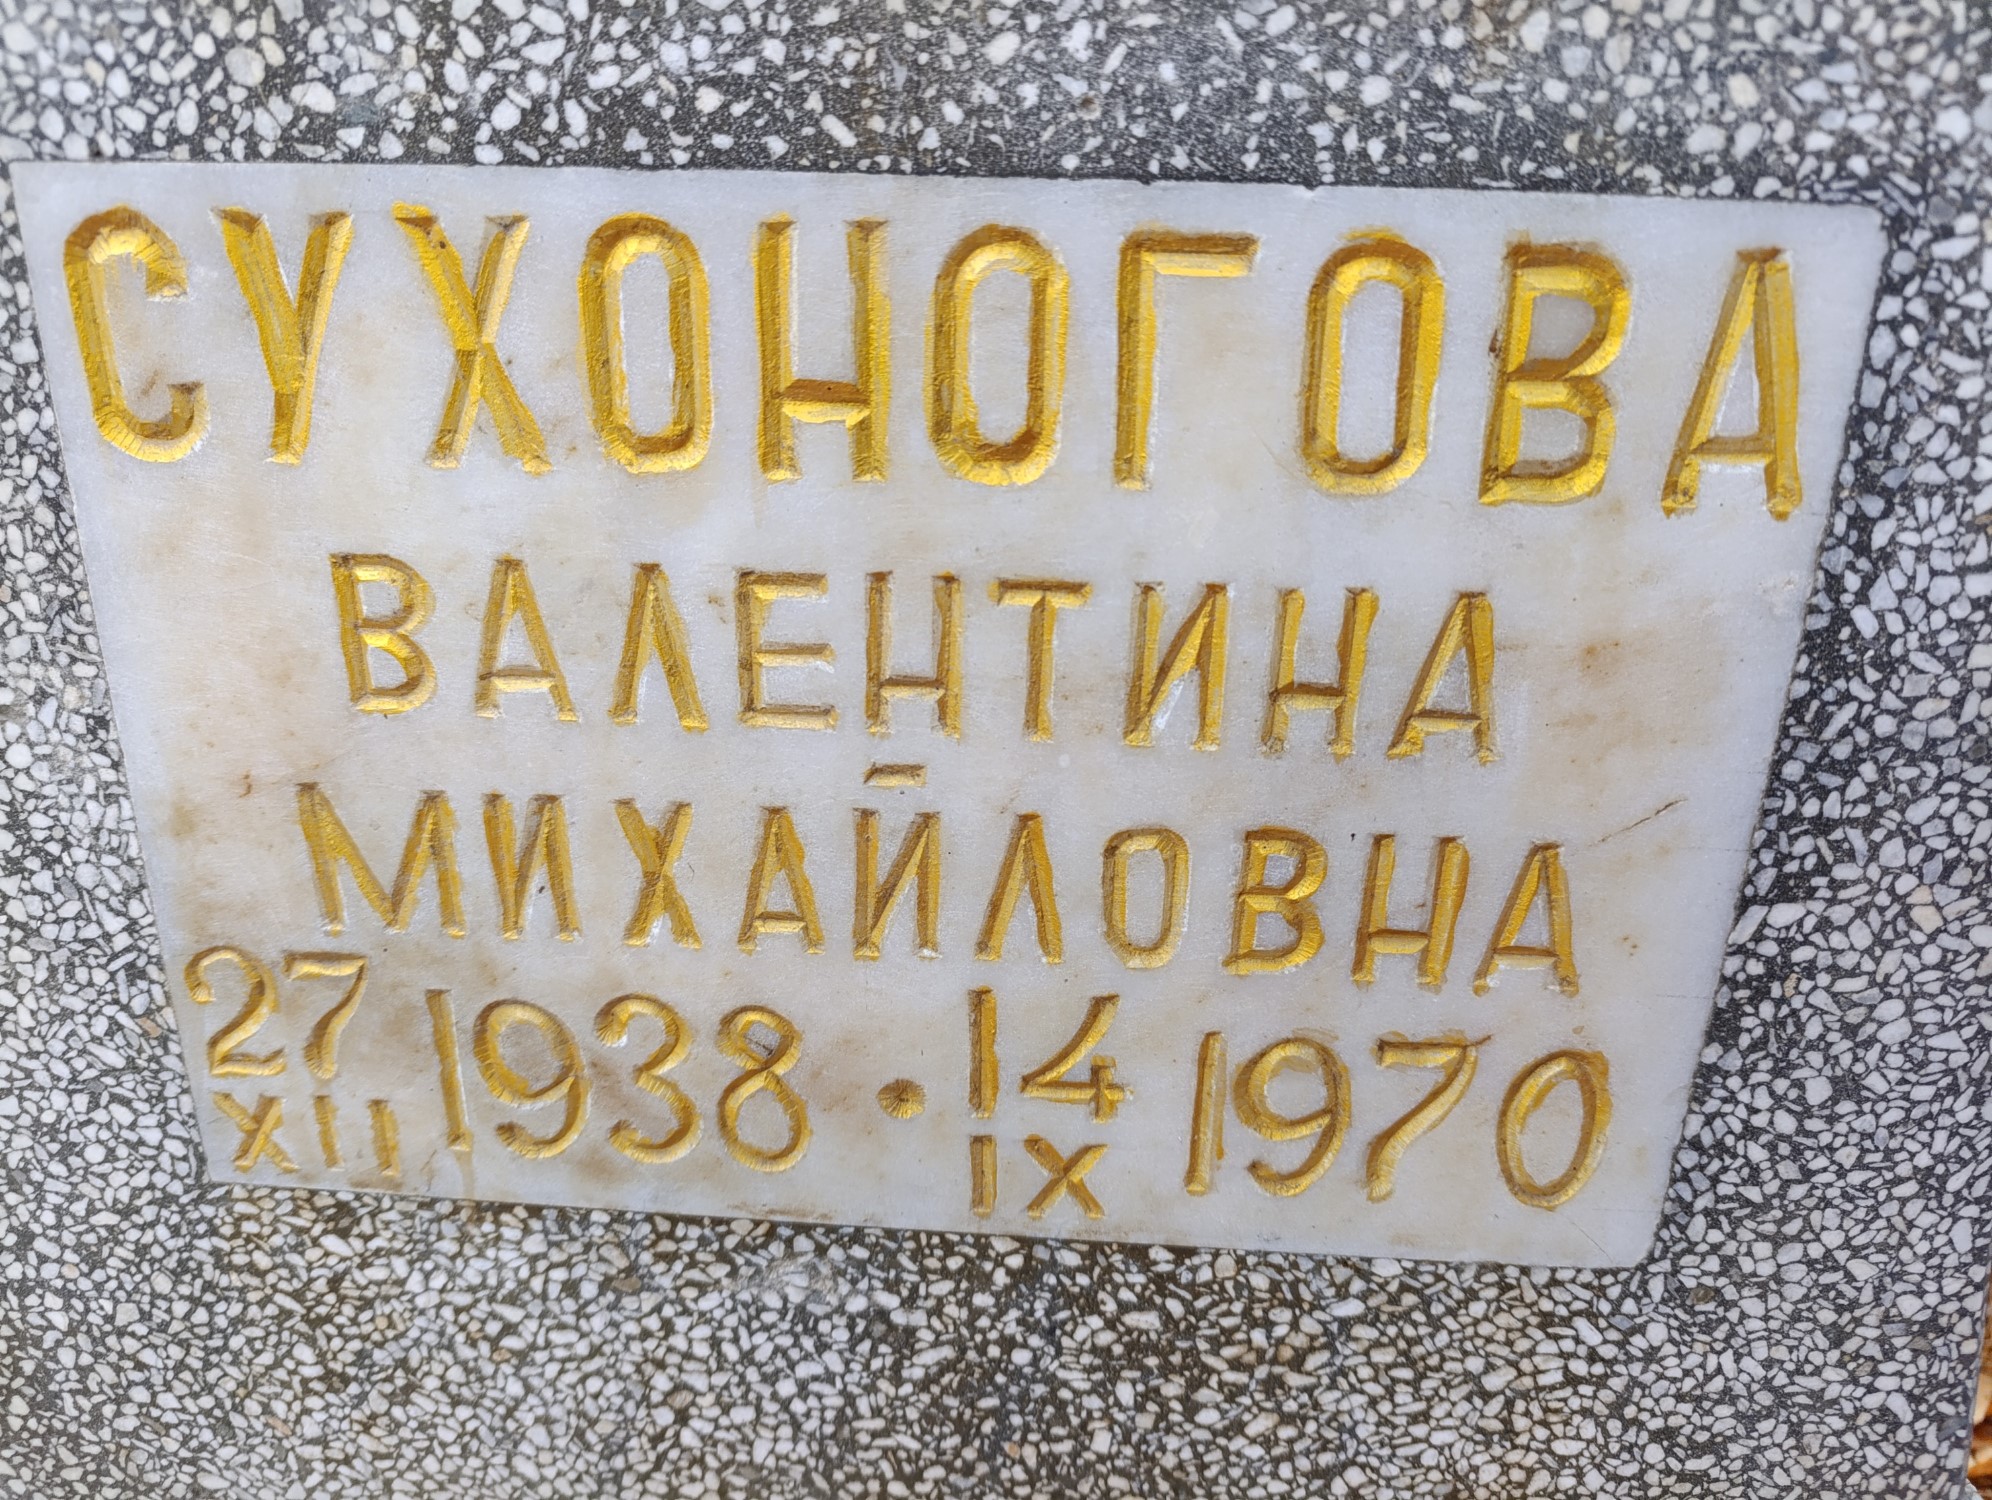 СУХОНОГОВА
ВАЛЕНТИНА
МИХАЙЛОВНА
27 XII 1938 • 14 IX 1970